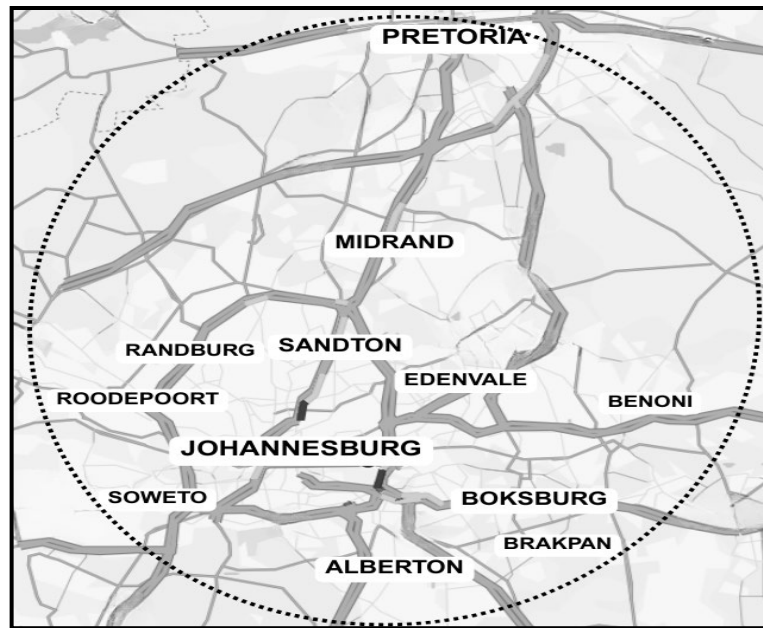 PRETORIA
MIDRAND
RANDBURG
SANDTON
EDENVALE
ROODEPOORT
BENONI
JOHANNESBURG
SOWETO
BOKSBURG
BRAKPAN
ALBERTON